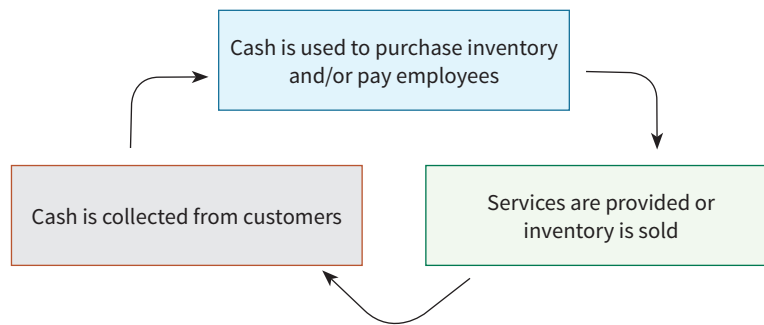 Cash is used to purchase inventory
and/or pay employees
Cash is collected from customers
Services are provided or
inventory is sold